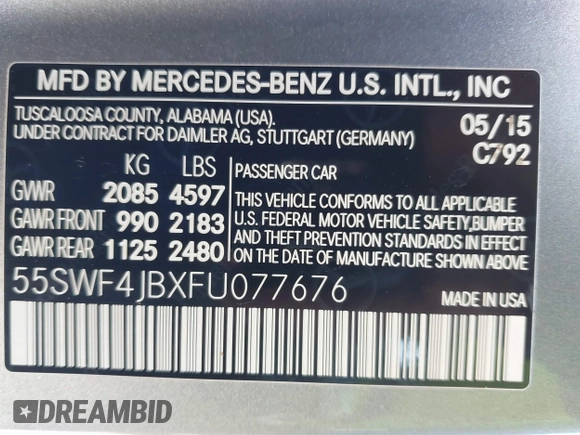 MFD BY MERCEDES-BENZ U.S. INTL., INC
TUSCALOOSA COUNTY, ALABAMA (USA).
UNDER CONTRACT FOR DAIMLER AG, STUTTGART (GERMANY)
05/15
C792
KG LBS
GVWR 2085 4597
GAWR FRONT 990 2183
GAWR REAR 1125 2480
PASSENGER CAR
THIS VEHICLE CONFORMS TO ALL APPLICABLE
U.S. FEDERAL MOTOR VEHICLE SAFETY,BUMPER
AND THEFT PREVENTION STANDARDS IN EFFECT
ON THE DATE OF MANUFACTURE SHOWN ABOVE.
55SWF4JBXFU077676
MADE IN USA
DREAMBID